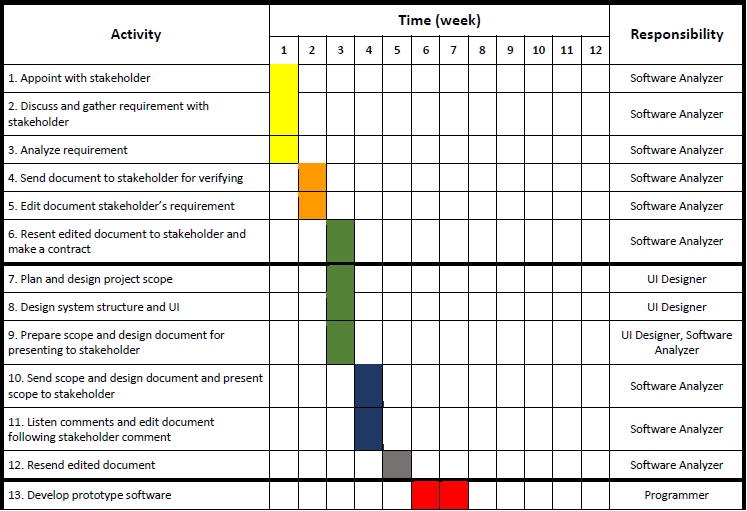 Activity
Time (week)
Responsibility
1 2 3 4 5 6 7 8 9 10 11 12
1. Appoint with stakeholder
Software Analyzer
2. Discuss and gather requirement with
stakeholder
Software Analyzer
3. Analyze requirement
Software Analyzer
4. Send document to stakeholder for verifying
Software Analyzer
5. Edit document stakeholder's requirement
Software Analyzer
6. Resent edited document to stakeholder and
make a contract
Software Analyzer
7. Plan and design project scope
UI Designer
8. Design system structure and UI
UI Designer
9. Prepare scope and design document for
presenting to stakeholder
UI Designer, Software
Analyzer
10. Send scope and design document and present
scope to stakeholder
Software Analyzer
11. Listen comments and edit document
following stakeholder comment
Software Analyzer
12. Resend edited document
Software Analyzer
13. Develop prototype software
Programmer